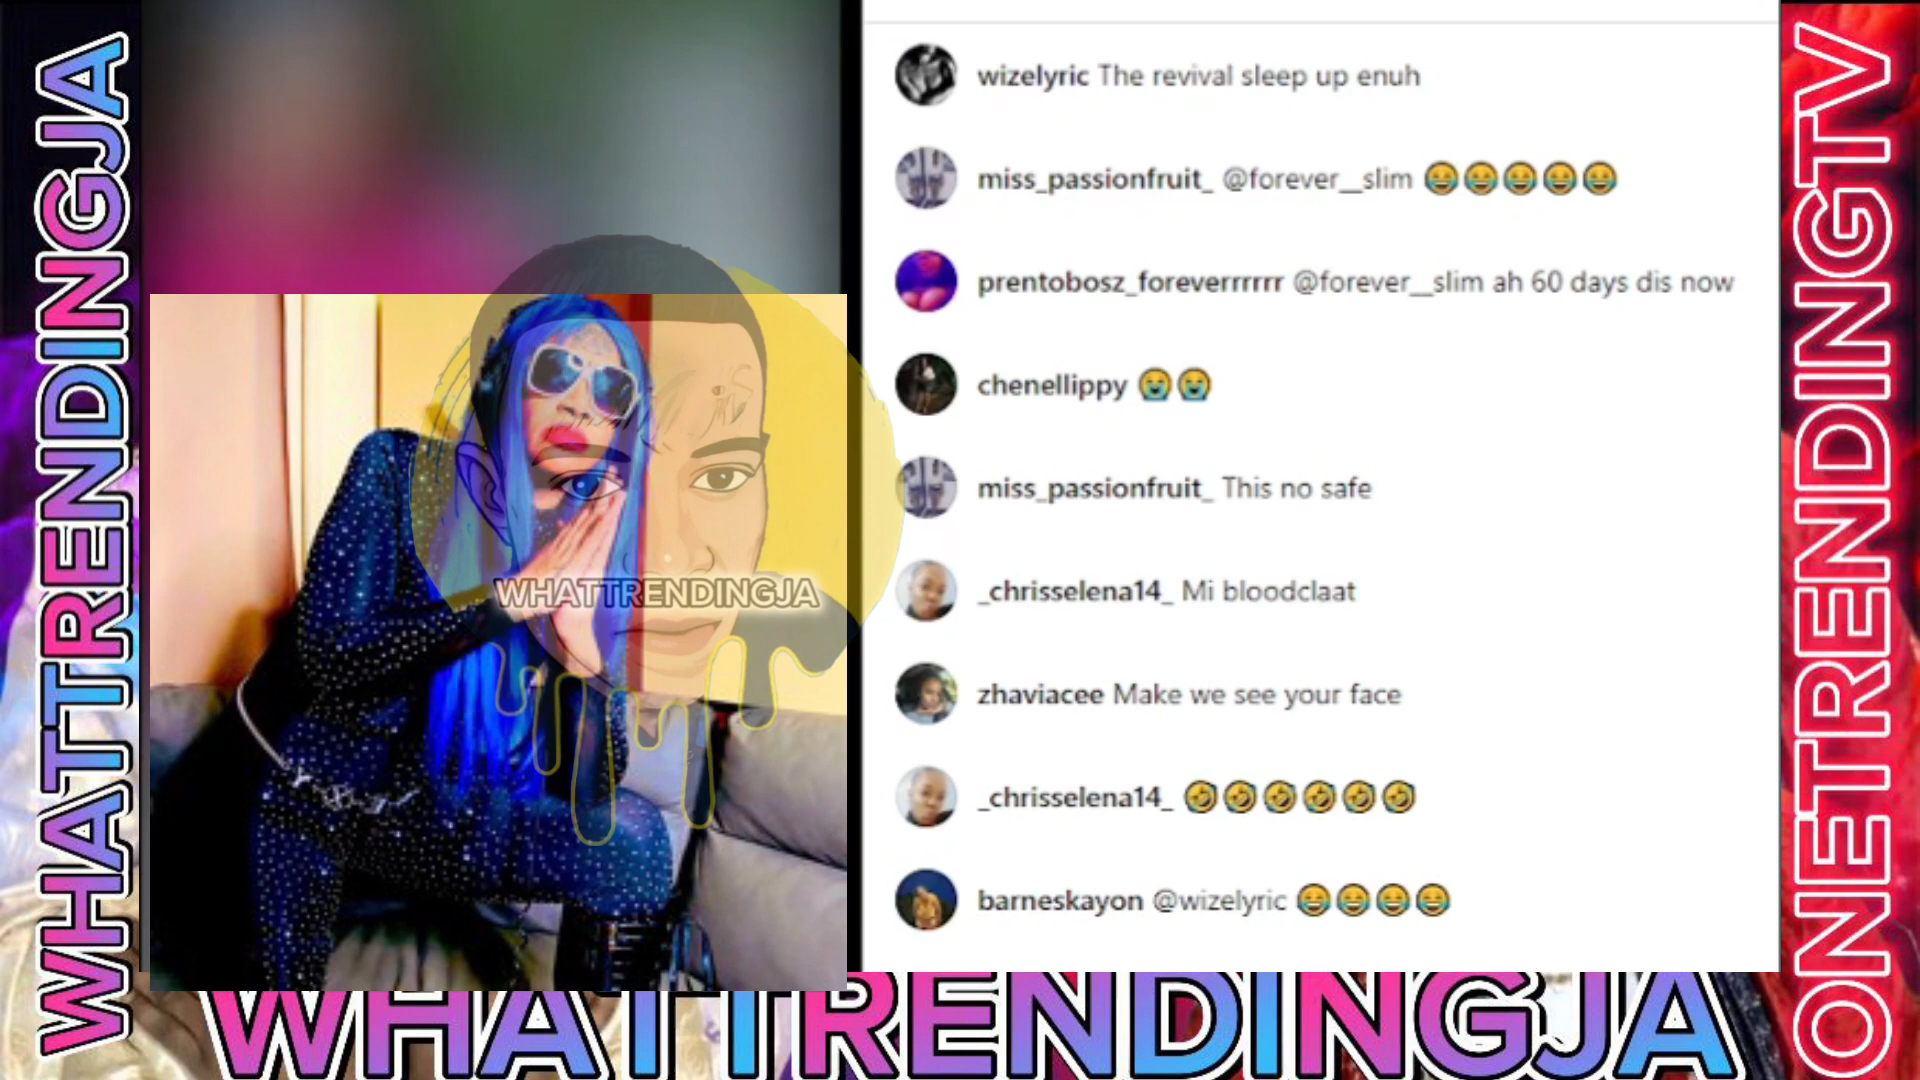 WHATTRENDINGJA
wizelyric The revival sleep up enuh
miss_passionfruit_ @forever__slim 😂😂😂😂😂
prentobosz_foreverrrrrr @forever__slim ah 60 days dis now
chenellippy 😭😭
miss_passionfruit_ This no safe
_chrisselena14_ Mi bloodclaat
zhaviacee Make we see your face
_chrisselena14_ 🤣🤣🤣🤣🤣🤣
barneskayon @wizelyric 😂😂😂😂
WHATTRENDINGJA
WHATTRENDINGJA
ONETRENDINGTV